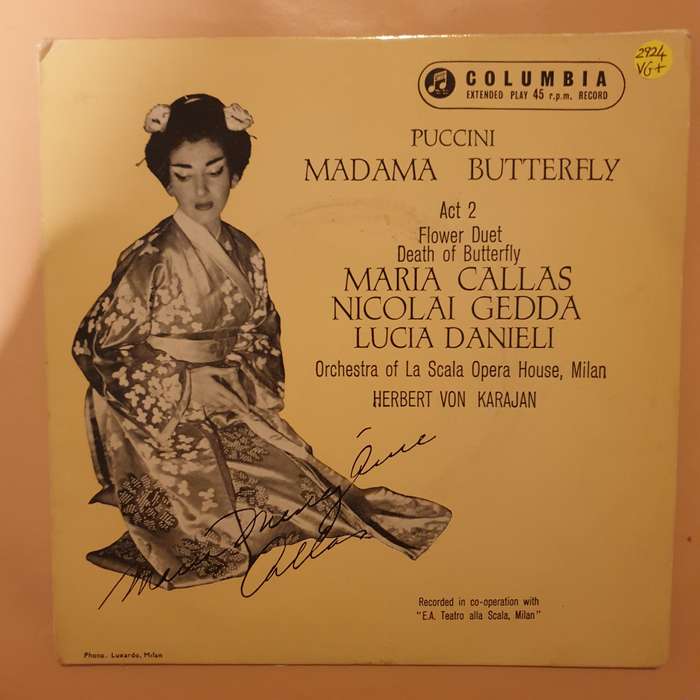 2924
VG+
COLUMBIA
EXTENDED PLAY 45 r.p.m. RECORD
PUCCINI
MADAMA BUTTERFLY
Act 2
Flower Duet
Death of Butterfly
MARIA CALLAS
NICOLAI GEDDA
LUCIA DANIELI
Orchestra of La Scala Opera House, Milan
HERBERT VON KARAJAN
Maria Meneghini
Callas
Recorded in co-operation with
"E.A. Teatro alla Scala, Milan"
Photo. Luxardo, Milan